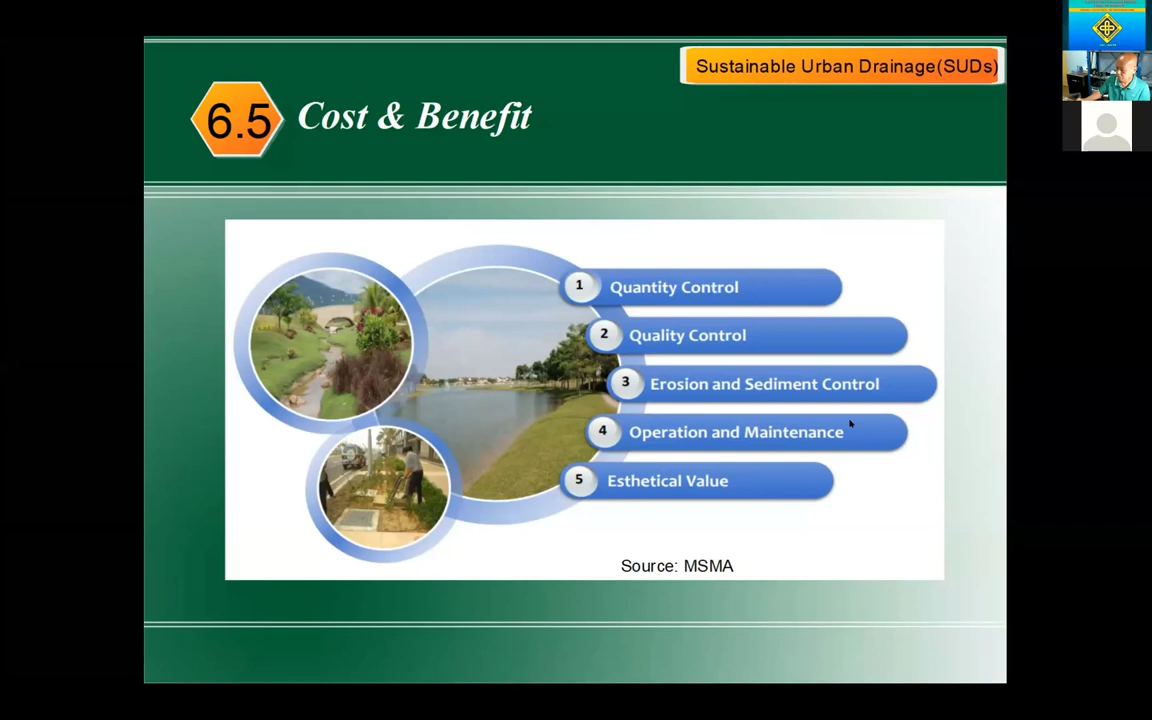 Sustainable Urban Drainage(SUDs)
6.5
Cost & Benefit
1
Quantity Control
2
Quality Control
3
Erosion and Sediment Control
4
Operation and Maintenance
5
Esthetical Value
Source: MSMA